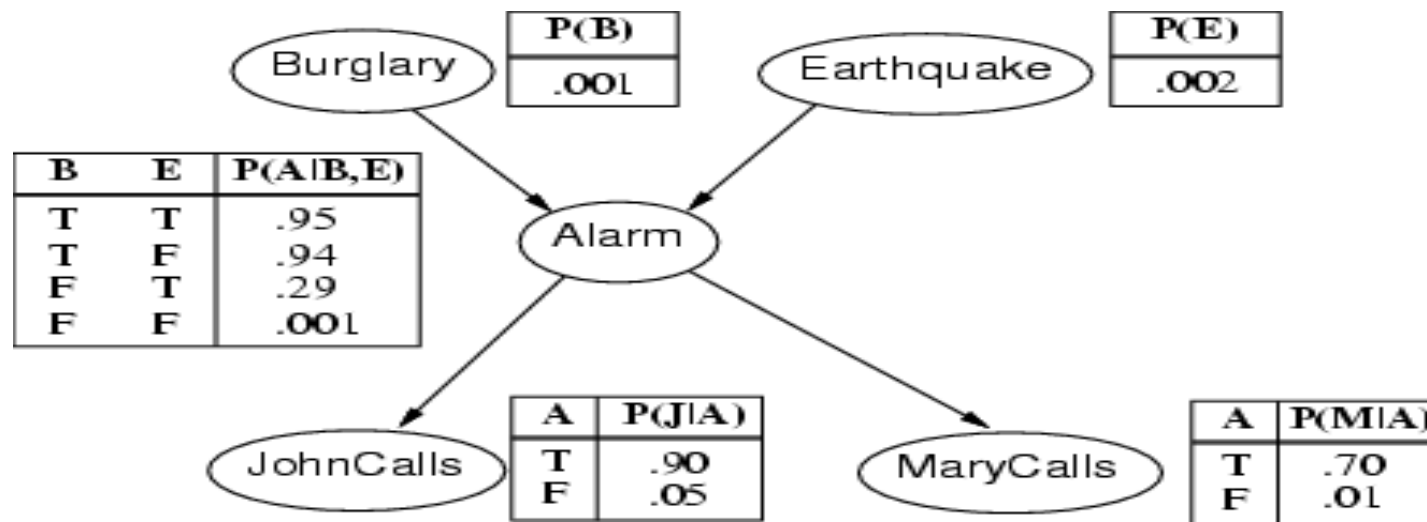 Burglary
P(B)
.001
Earthquake
P(E)
.002
B E P(A|B,E)
T T .95
T F .94
F T .29
F F .001
Alarm
JohnCalls
A P(J|A)
T .90
F .05
MaryCalls
A P(M|A)
T .70
F .01